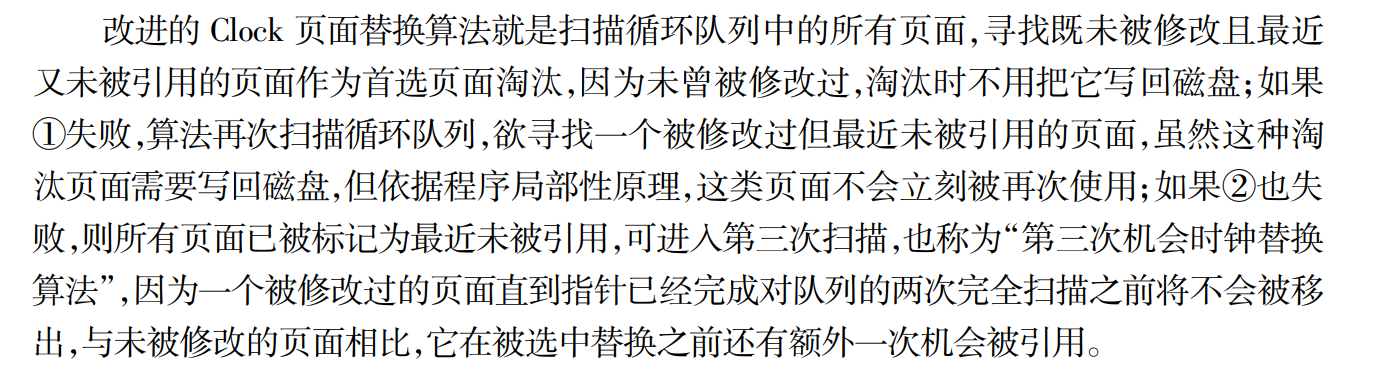 改进的 Clock 页面替换算法就是扫描循环队列中的所有页面,寻找既未被修改且最近
又未被引用的页面作为首选页面淘汰,因为未曾被修改过,淘汰时不用把它写回磁盘;如果
①失败,算法再次扫描循环队列,欲寻找一个被修改过但最近未被引用的页面,虽然这种淘
汰页面需要写回磁盘,但依据程序局部性原理,这类页面不会立刻被再次使用;如果②也失
败,则所有页面已被标记为最近未被引用,可进入第三次扫描,也称为“第三次机会时钟替换
算法”,因为一个被修改过的页面直到指针已经完成对队列的两次完全扫描之前将不会被移
出,与未被修改的页面相比,它在被选中替换之前还有额外一次机会被引用。